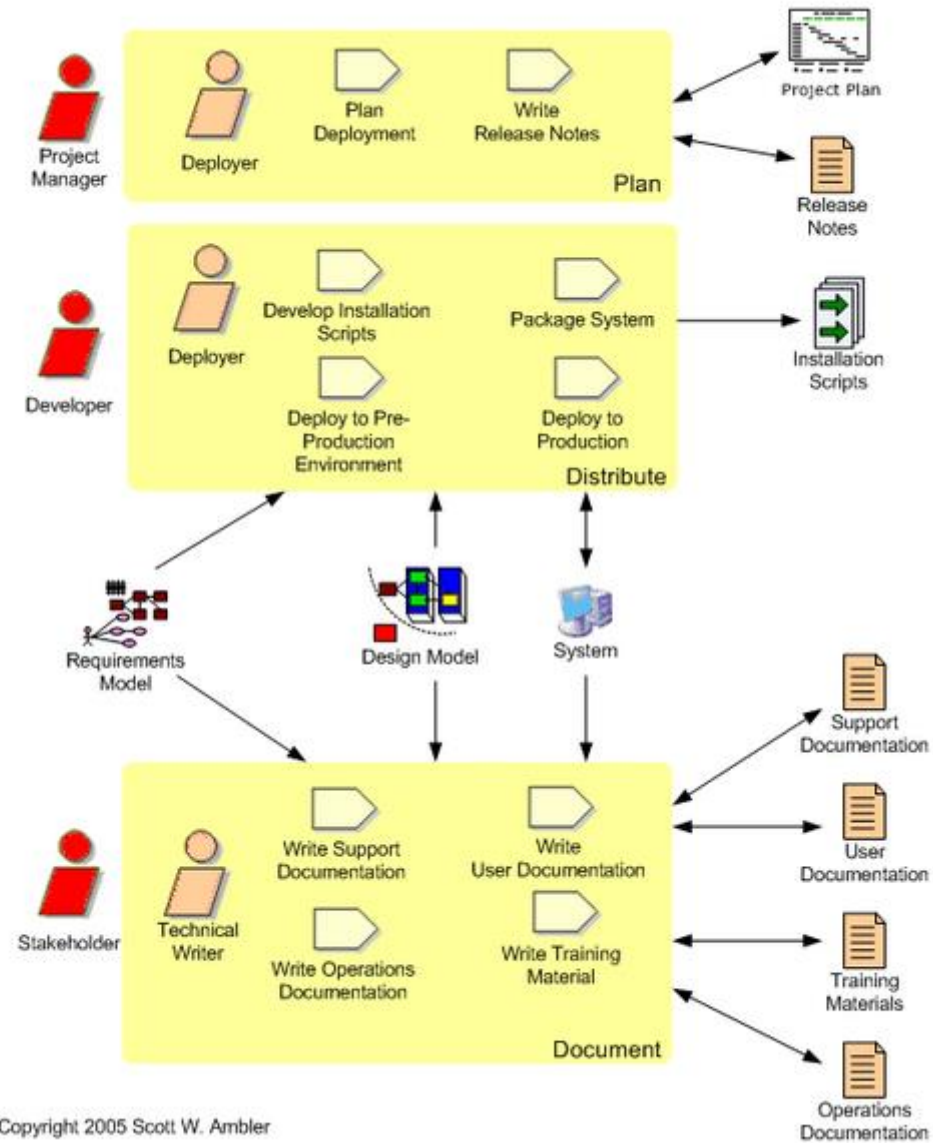 Project
Manager
Deployer
Plan
Deployment
Write
Release Notes
Plan
Project Plan
Release
Notes
Developer
Deployer
Develop Installation
Scripts
Package System
Deploy to Pre-
Production
Environment
Deploy to
Production
Distribute
Installation
Scripts
Requirements
Model
Design Model
System
Stakeholder
Technical
Writer
Write Support
Documentation
Write
User Documentation
Write Operations
Documentation
Write Training
Material
Document
Support
Documentation
User
Documentation
Training
Materials
Operations
Documentation
Copyright 2005 Scott W. Ambler